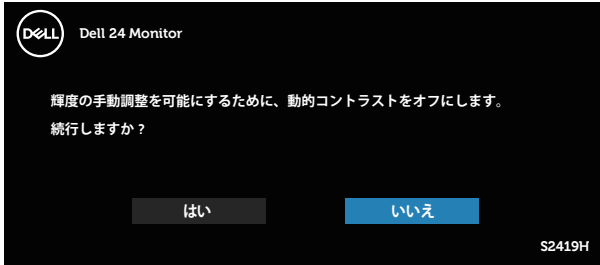 DELL
Dell 24 Monitor
輝度の手動調整を可能にするために、動的コントラストをオフにします。
続行しますか?
はい いいえ
S2419H